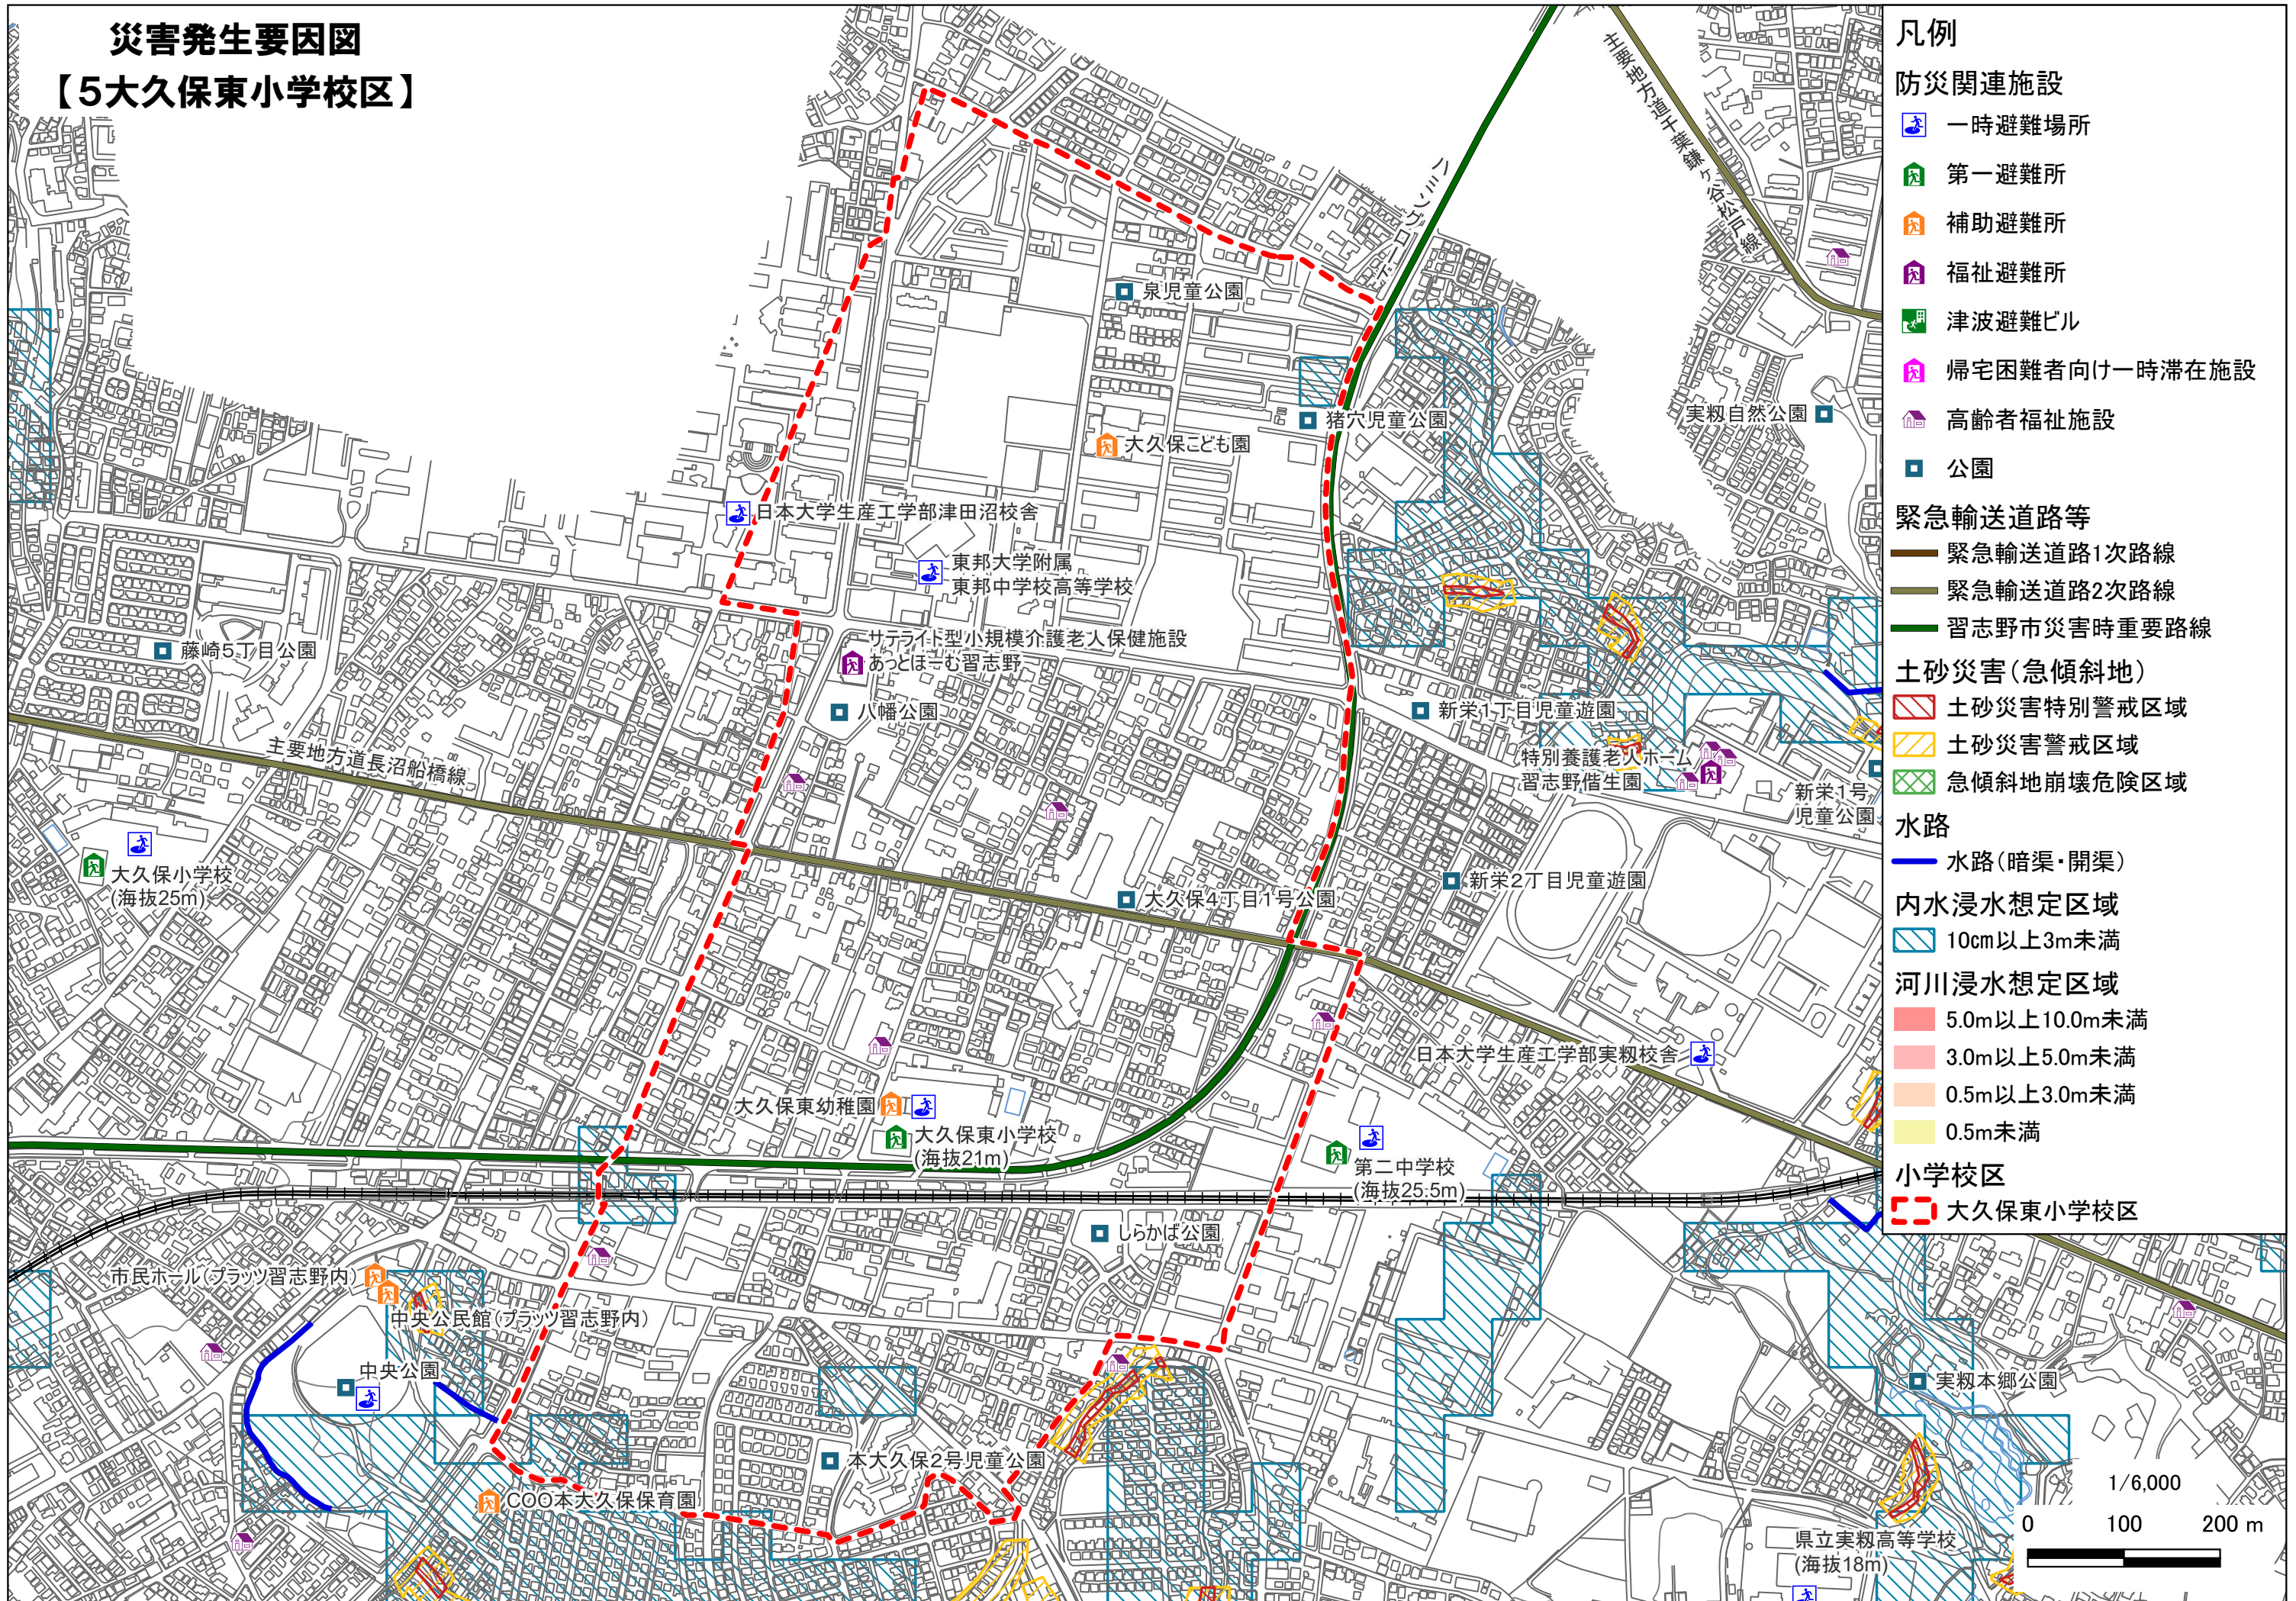 災害発生要因図
【５大久保東小学校区】
主要地方道千葉鎌ヶ谷松戸線
ハミングロード
泉児童公園
猪穴児童公園
実籾自然公園
大久保こども園
日本大学生産工学部津田沼校舎
東邦大学附属
東邦中学校高等学校
サテライト型小規模介護老人保健施設
あっとほーむ習志野
藤崎5丁目公園
八幡公園
新栄1丁目児童遊園
主要地方道長沼船橋線
特別養護老人ホーム
習志野偕生園
新栄1号
児童公園
大久保小学校
(海抜25m)
新栄2丁目児童遊園
大久保4丁目1号公園
日本大学生産工学部実籾校舎
大久保東幼稚園
大久保東小学校
(海抜21m)
第二中学校
(海抜25.5m)
しらかば公園
市民ホール(プラッツ習志野内)
中央公民館(プラッツ習志野内)
中央公園
実籾本郷公園
本大久保2号児童公園
COO本大久保保育園
県立実籾高等学校
(海抜18m)
凡例
防災関連施設
一時避難場所
第一避難所
補助避難所
福祉避難所
津波避難ビル
帰宅困難者向け一時滞在施設
高齢者福祉施設
公園
緊急輸送道路等
緊急輸送道路1次路線
緊急輸送道路2次路線
習志野市災害時重要路線
土砂災害(急傾斜地)
土砂災害特別警戒区域
土砂災害警戒区域
急傾斜地崩壊危険区域
水路
水路(暗渠・開渠)
内水浸水想定区域
10cm以上3m未満
河川浸水想定区域
5.0m以上10.0m未満
3.0m以上5.0m未満
0.5m以上3.0m未満
0.5m未満
小学校区
大久保東小学校区
1/6,000
0 100 200 m